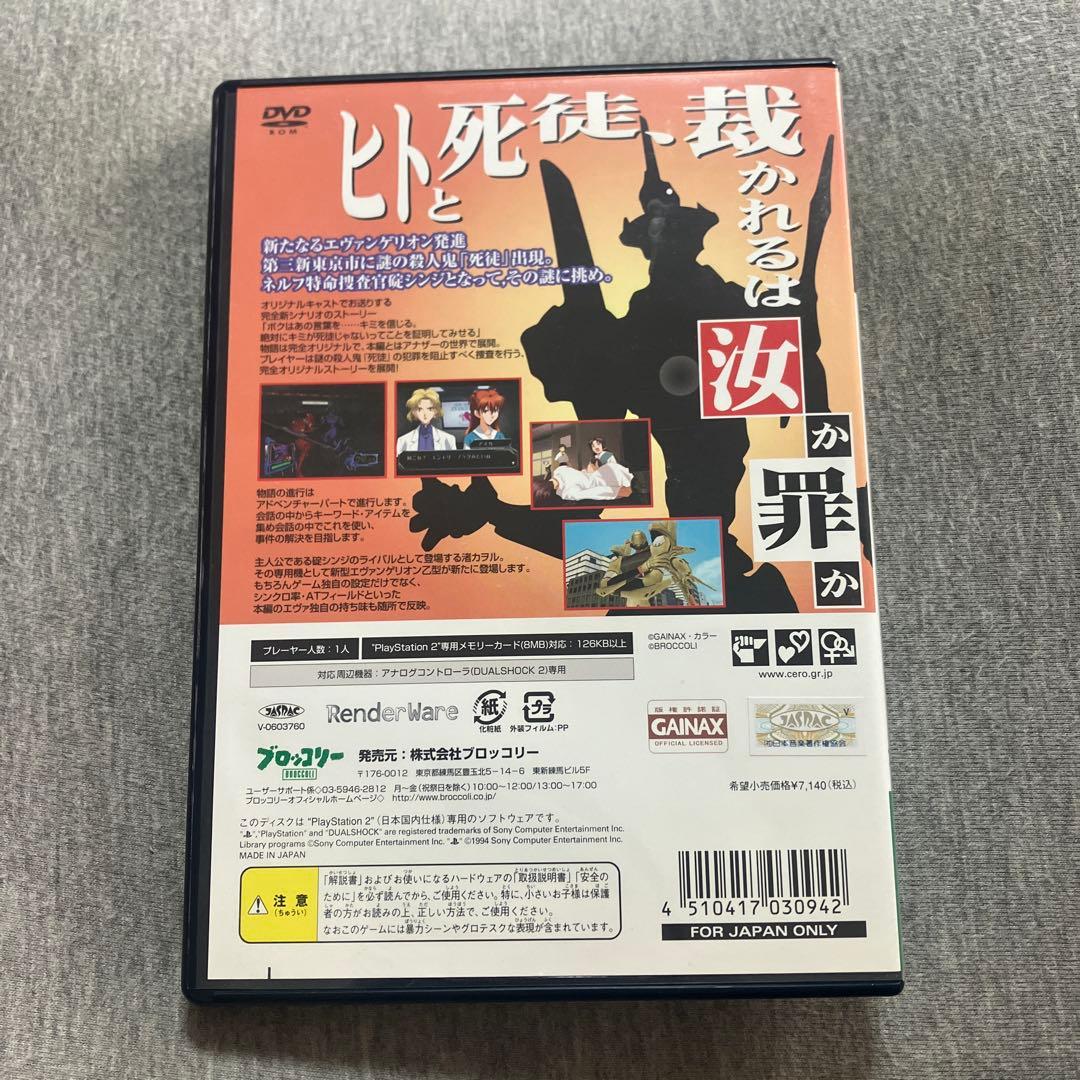 DVD
ROM
ヒトと死徒、裁かれるは
汝
か
罪
か
新たなるエヴァンゲリオン発進
第三新東京市に謎の殺人鬼「死徒」出現。
ネルフ特命捜査官碇シンジとなって、その謎に挑め。
オリジナルキャストでお送りする
完全新シナリオのストーリー
「ボクはあの言葉を……キミを信じる。
絶対にキミが死徒じゃないってことを証明してみせる」
物語は完全オリジナルで、本編とはアナザーの世界で展開。
プレイヤーは謎の殺人鬼「死徒」の犯罪を阻止すべく捜査を行う、
完全オリジナルストーリーを展開!
アスカ
物語の進行は
アドベンチャーパートで進行します。
会話の中からキーワード・アイテムを
集め会話の中でこれを使い、
事件の解決を目指します。
主人公である碇シンジのライバルとして登場する渚カヲル。
その専用機として新型エヴァンゲリオン乙型が新たに登場します。
もちろんゲーム独自の設定だけでなく、
シンクロ率・ATフィールドといった
本編のエヴァ独自の持ち味も随所で反映。
プレーヤー人数:1人
"PlayStation 2"専用メモリーカード(8MB)対応:126KB以上
対応周辺機器:アナログコントローラ(DUALSHOCK 2)専用
©GAINAX・カラー
©BROCCOLI
www.cero.gr.jp
JASRAC
V-0603760
RenderWare
紙
化粧紙
プラ
外装フィルム:PP
版権許諾証
GAINAX
OFFICIAL LICENSED
JASRAC
ブロッコリー
BROCCOLI
発売元:株式会社ブロッコリー
〒176-0012 東京都練馬区豊玉北5-14-6 東新練馬ビル5F
ユーザーサポート係◇03-5946-2812 月〜金(祝祭日を除く)10:00〜12:00/13:00〜17:00
ブロッコリーオフィシャルホームページ◇ http://www.broccoli.co.jp/
希望小売価格¥7,140(税込)
このディスクは "PlayStation 2"(日本国内仕様)専用のソフトウェアです。
"PS", "PlayStation" and "DUALSHOCK" are registered trademarks of Sony Computer Entertainment Inc.
Library programs ©Sony Computer Entertainment Inc. "PS" ©1994 Sony Computer Entertainment Inc.
MADE IN JAPAN
注意
(ちゅうい)
「解説書」およびお使いになるハードウェアの「取扱説明書」「安全の
ために」を必ず読んでから、ご使用ください。特に、小さいお子様は保護
者の方がお読みの上、正しい方法で、ご使用ください。
なおこのゲームには暴力シーンやグロテスクな表現が含まれています。
4 510417 030942
FOR JAPAN ONLY